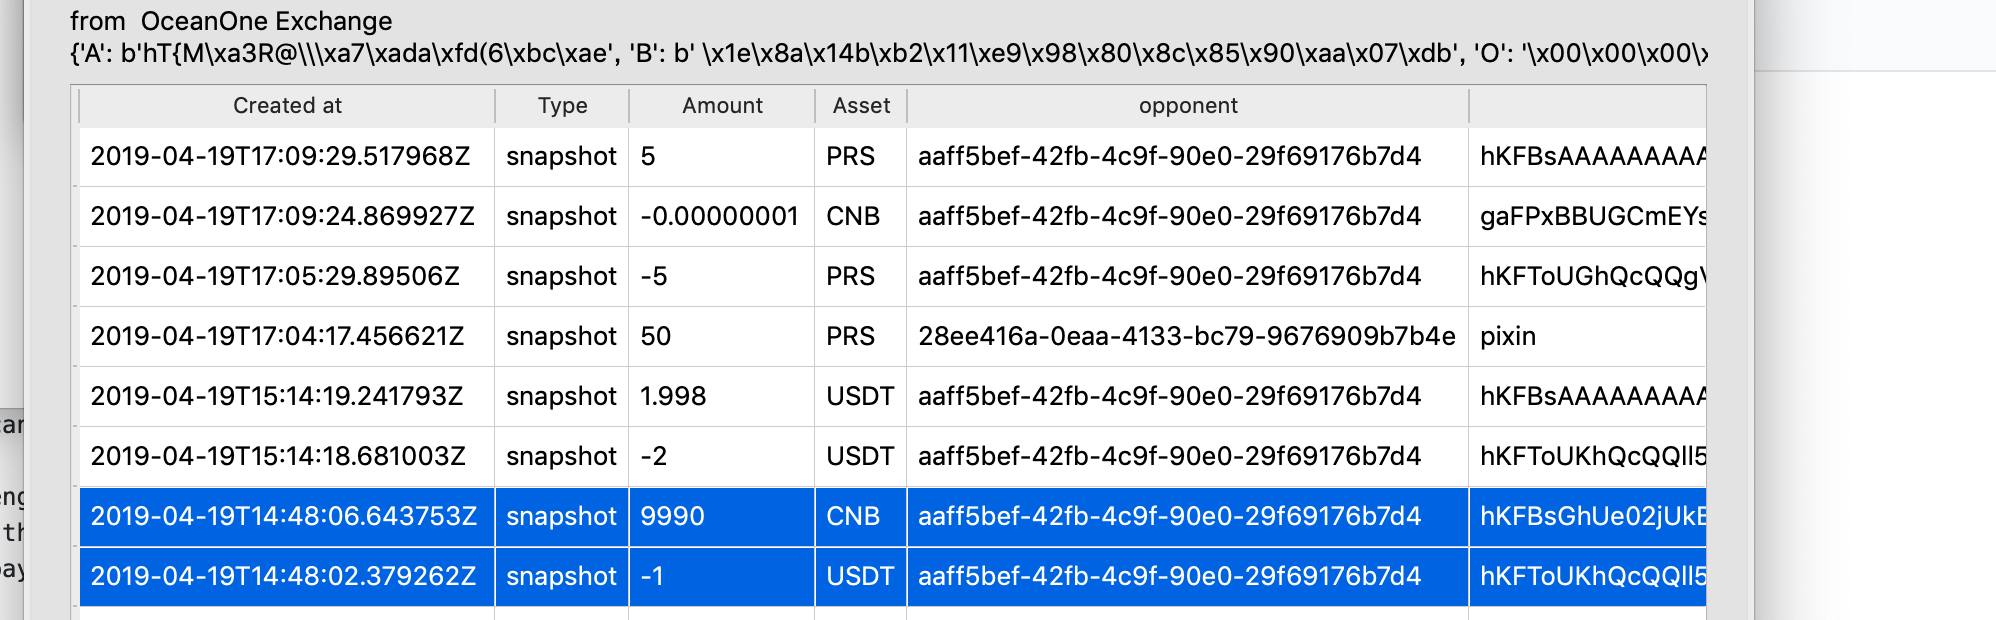 from  OceanOne Exchange
{'A': b'hT{M\xa3R@\\\xa7\xada\xfd(6\xbc\xae', 'B': b' \x1e\x8a\x14b\xb2\x11\xe9\x98\x80\x8c\x85\x90\xaa\x07\xdb', 'O': '\x00\x00\x00\x
Created at Type Amount Asset opponent
2019-04-19T17:09:29.517968Z snapshot 5 PRS aaff5bef-42fb-4c9f-90e0-29f69176b7d4 hKFBsAAAAAAAAA
2019-04-19T17:09:24.869927Z snapshot -0.00000001 CNB aaff5bef-42fb-4c9f-90e0-29f69176b7d4 gaFPxBBUGCmEYs
2019-04-19T17:05:29.89506Z snapshot -5 PRS aaff5bef-42fb-4c9f-90e0-29f69176b7d4 hKFToUGhQcQQg
2019-04-19T17:04:17.456621Z snapshot 50 PRS 28ee416a-0eaa-4133-bc79-9676909b7b4e pixin
2019-04-19T15:14:19.241793Z snapshot 1.998 USDT aaff5bef-42fb-4c9f-90e0-29f69176b7d4 hKFBsAAAAAAAAA
2019-04-19T15:14:18.681003Z snapshot -2 USDT aaff5bef-42fb-4c9f-90e0-29f69176b7d4 hKFToUKhQcQQll5
2019-04-19T14:48:06.643753Z snapshot 9990 CNB aaff5bef-42fb-4c9f-90e0-29f69176b7d4 hKFBsGhUe02jUkE
2019-04-19T14:48:02.379262Z snapshot -1 USDT aaff5bef-42fb-4c9f-90e0-29f69176b7d4 hKFToUKhQcQQll5